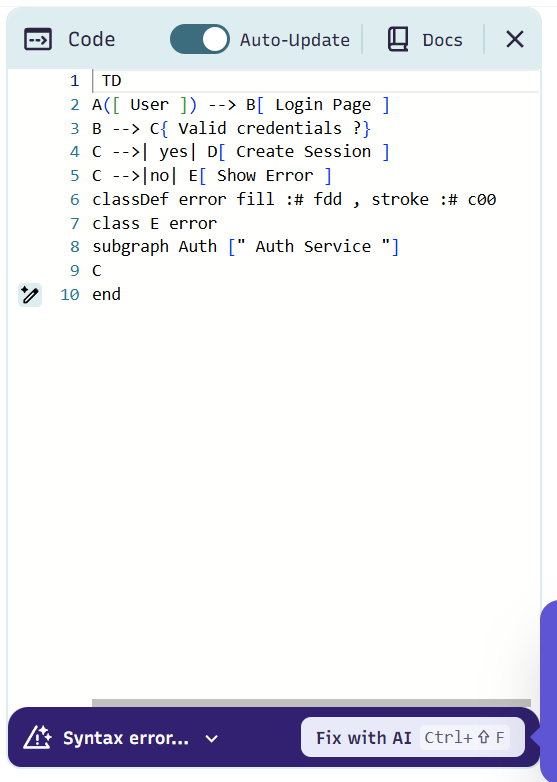 Code Auto-Update Docs
1 TD
2 A([ User ]) --> B[ Login Page ]
3 B --> C{ Valid credentials ?}
4 C -->| yes| D[ Create Session ]
5 C -->|no| E[ Show Error ]
6 classDef error fill :# fdd , stroke :# c00
7 class E error
8 subgraph Auth [" Auth Service "]
9 C
10 end
Syntax error... Fix with AI Ctrl+⇧ F